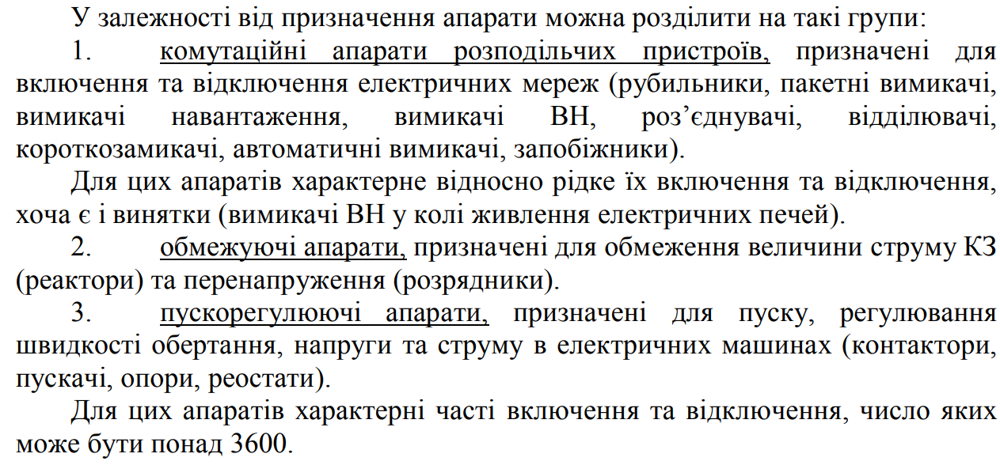 У залежності від призначення апарати можна розділити на такі групи:
1. комутаційні апарати розподільчих пристроїв, призначені для
включення та відключення електричних мереж (рубильники, пакетні вимикачі,
вимикачі навантаження, вимикачі ВН, роз’єднувачі, відділювачі,
короткозамикачі, автоматичні вимикачі, запобіжники).
Для цих апаратів характерне відносно рідке їх включення та відключення,
хоча є і винятки (вимикачі ВН у колі живлення електричних печей).
2. обмежуючі апарати, призначені для обмеження величини струму КЗ
(реактори) та перенапруження (розрядники).
3. пускорегулюючі апарати, призначені для пуску, регулювання
швидкості обертання, напруги та струму в електричних машинах (контактори,
пускачі, опори, реостати).
Для цих апаратів характерні часті включення та відключення, число яких
може бути понад 3600.